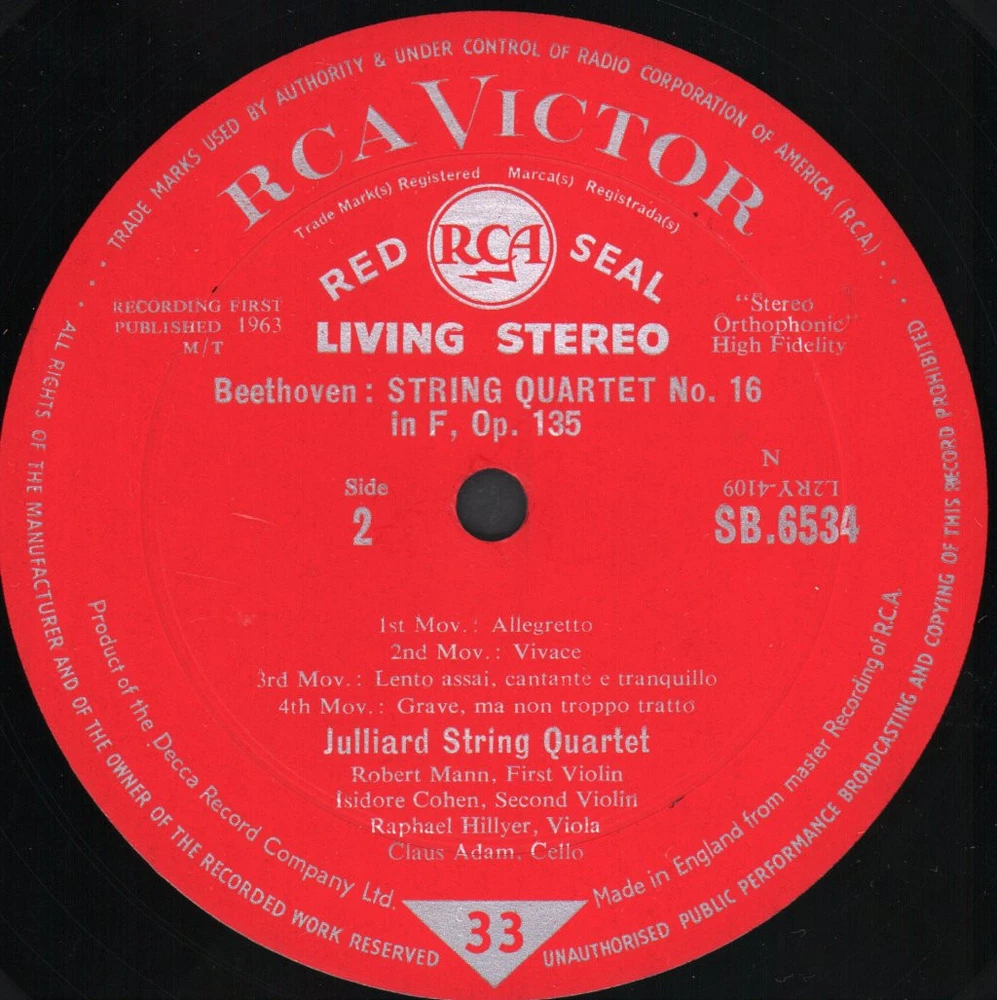 TRADE MARKS USED BY AUTHORITY & UNDER CONTROL OF RADIO CORPORATION OF AMERICA (R.C.A.)
RCA VICTOR
Trade Mark(s) Registered Marca(s) Registrada(s)
RED RCA SEAL
LIVING STEREO
RECORDING FIRST
PUBLISHED 1963
M/T
"Stereo
Orthophonic"
High Fidelity
Beethoven: STRING QUARTET No. 16
in F, Op. 135
Side
2
N
L2RY-4109
SB.6534
1st Mov.: Allegretto
2nd Mov.: Vivace
3rd Mov.: Lento assai, cantante e tranquillo
4th Mov.: Grave, ma non troppo tratto
Julliard String Quartet
Robert Mann, First Violin
Isidore Cohen, Second Violin
Raphael Hillyer, Viola
Claus Adam, Cello
Product of the Decca Record Company Ltd.
Made in England from master Recording of R.C.A.
33
ALL RIGHTS OF THE MANUFACTURER AND OF THE OWNER OF THE RECORDED WORK RESERVED
UNAUTHORISED PUBLIC PERFORMANCE BROADCASTING AND COPYING OF THIS RECORD PROHIBITED